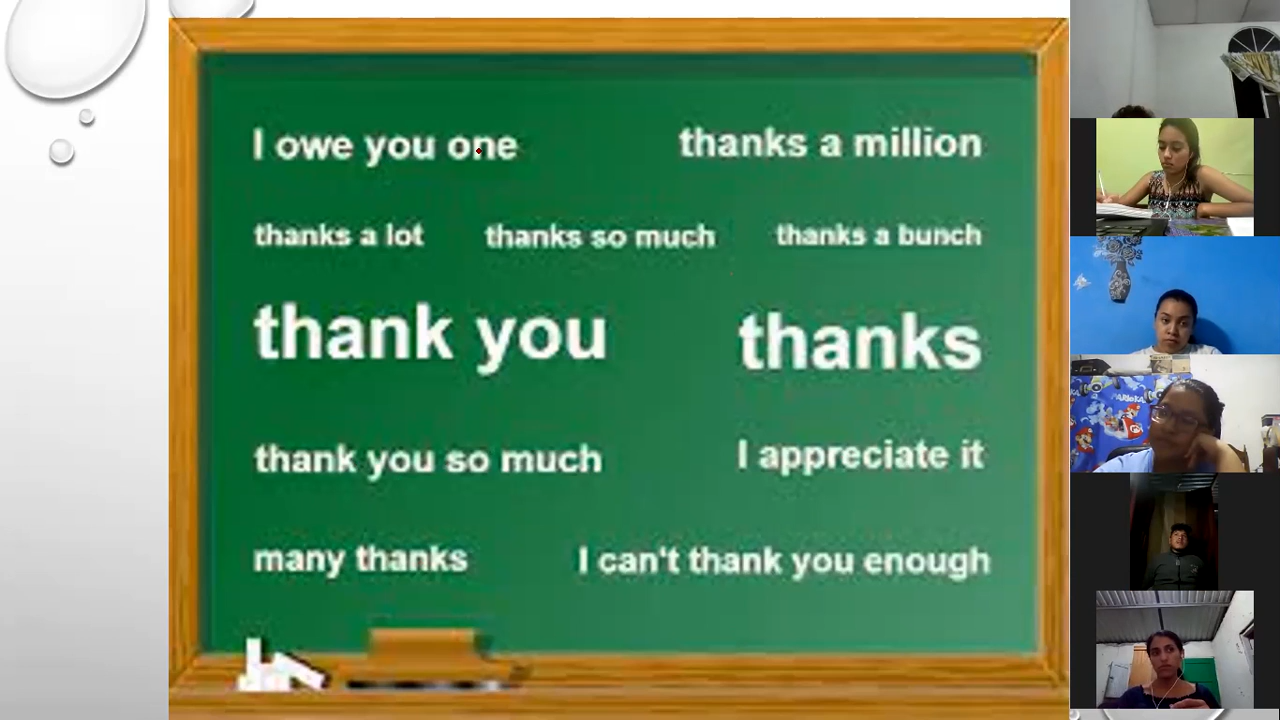 I owe you one thanks a million
thanks a lot thanks so much thanks a bunch
thank you thanks
thank you so much I appreciate it
many thanks I can't thank you enough